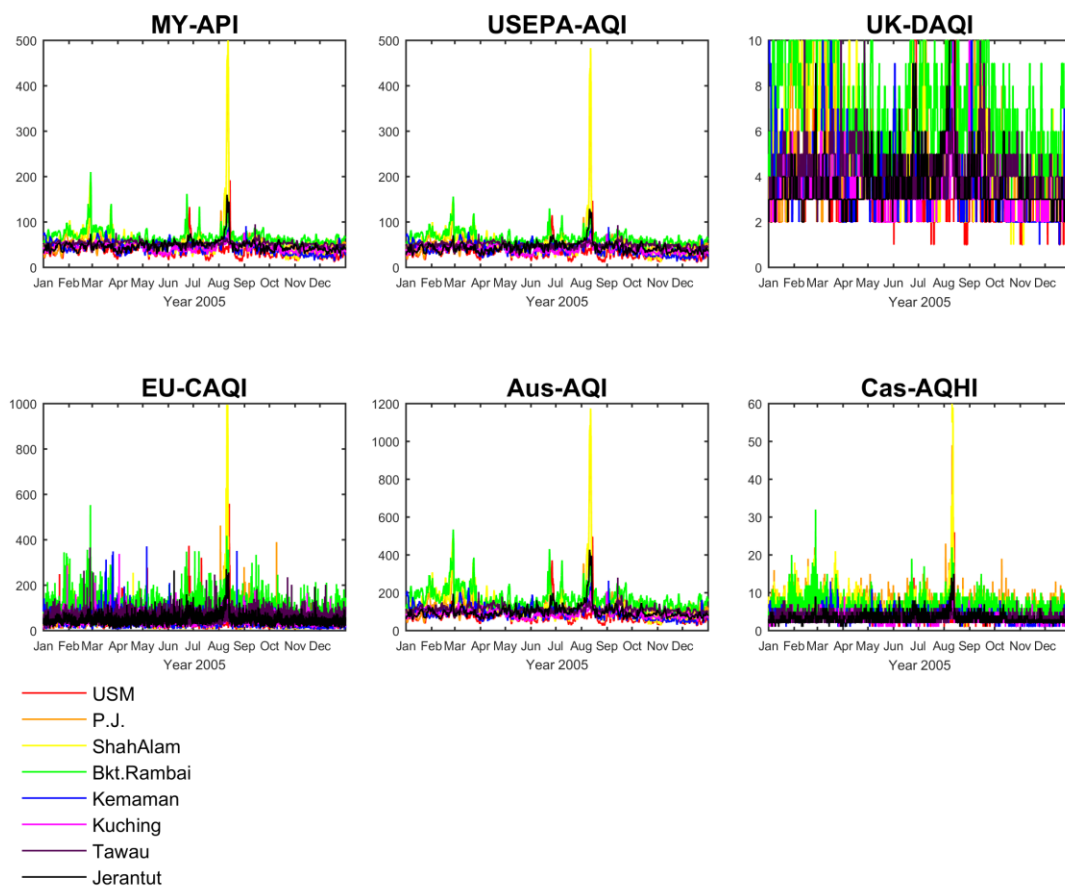 MY-API
500
400
300
200
100
0
Jan Feb Mar Apr May Jun Jul Aug Sep Oct Nov Dec
Year 2005
USEPA-AQI
500
400
300
200
100
0
Jan Feb Mar Apr May Jun Jul Aug Sep Oct Nov Dec
Year 2005
UK-DAQI
10
8
6
4
2
0
Jan Feb Mar Apr May Jun Jul Aug Sep Oct Nov Dec
Year 2005
EU-CAQI
1000
800
600
400
200
0
Jan Feb Mar Apr May Jun Jul Aug Sep Oct Nov Dec
Year 2005
Aus-AQI
1200
1000
800
600
400
200
0
Jan Feb Mar Apr May Jun Jul Aug Sep Oct Nov Dec
Year 2005
Cas-AQHI
60
50
40
30
20
10
0
Jan Feb Mar Apr May Jun Jul Aug Sep Oct Nov Dec
Year 2005
USM
P.J.
ShahAlam
Bkt.Rambai
Kemaman
Kuching
Tawau
Jerantut